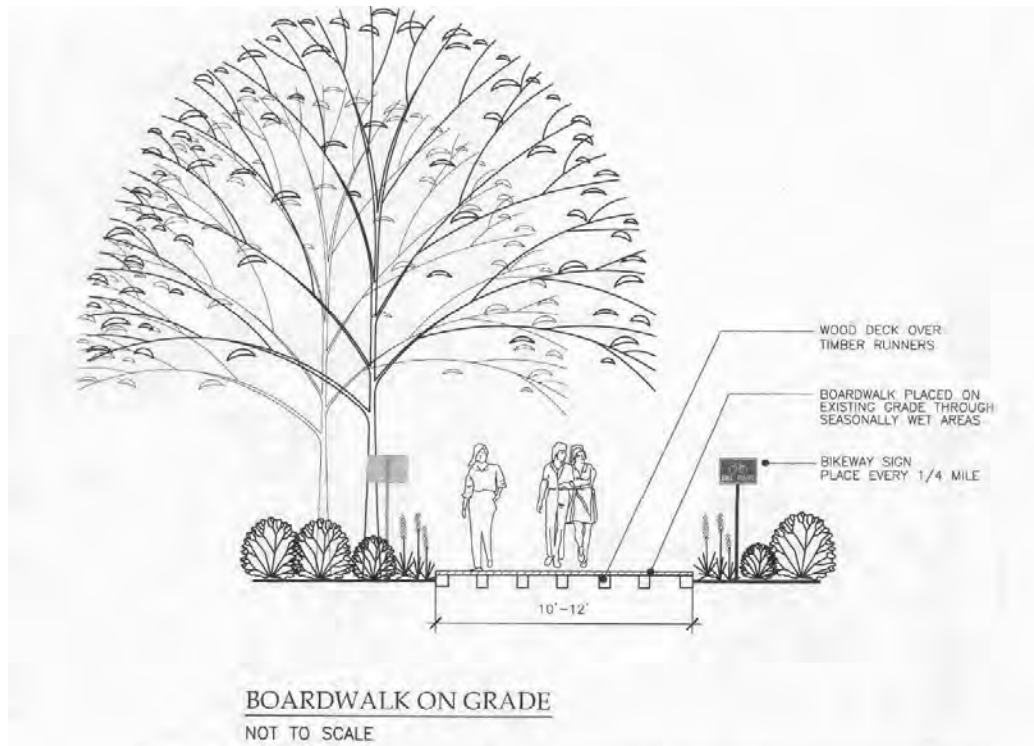 WOOD DECK OVER
TIMBER RUNNERS
BOARDWALK PLACED ON
EXISTING GRADE THROUGH
SEASONALLY WET AREAS
BIKEWAY SIGN
PLACE EVERY 1/4 MILE
10'-12'
BOARDWALK ON GRADE
NOT TO SCALE